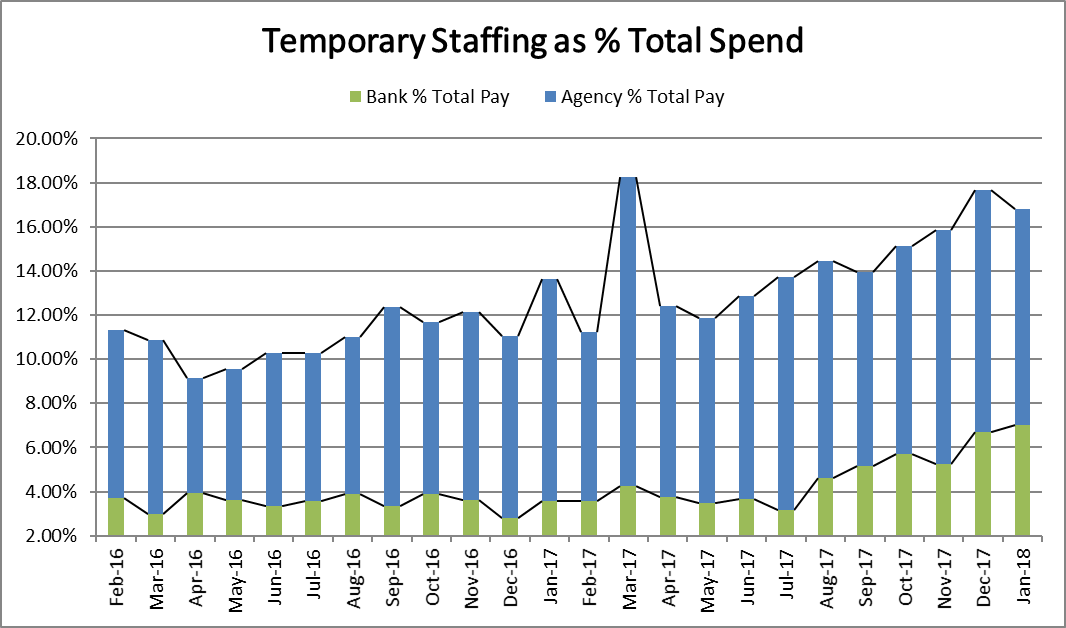 Temporary Staffing as % Total Spend
Bank % Total Pay
Agency % Total Pay
20.00%
18.00%
16.00%
14.00%
12.00%
10.00%
8.00%
6.00%
4.00%
2.00%
Feb-16
Mar-16
Apr-16
May-16
Jun-16
Jul-16
Aug-16
Sep-16
Oct-16
Nov-16
Dec-16
Jan-17
Feb-17
Mar-17
Apr-17
May-17
Jun-17
Jul-17
Aug-17
Sep-17
Oct-17
Nov-17
Dec-17
Jan-18